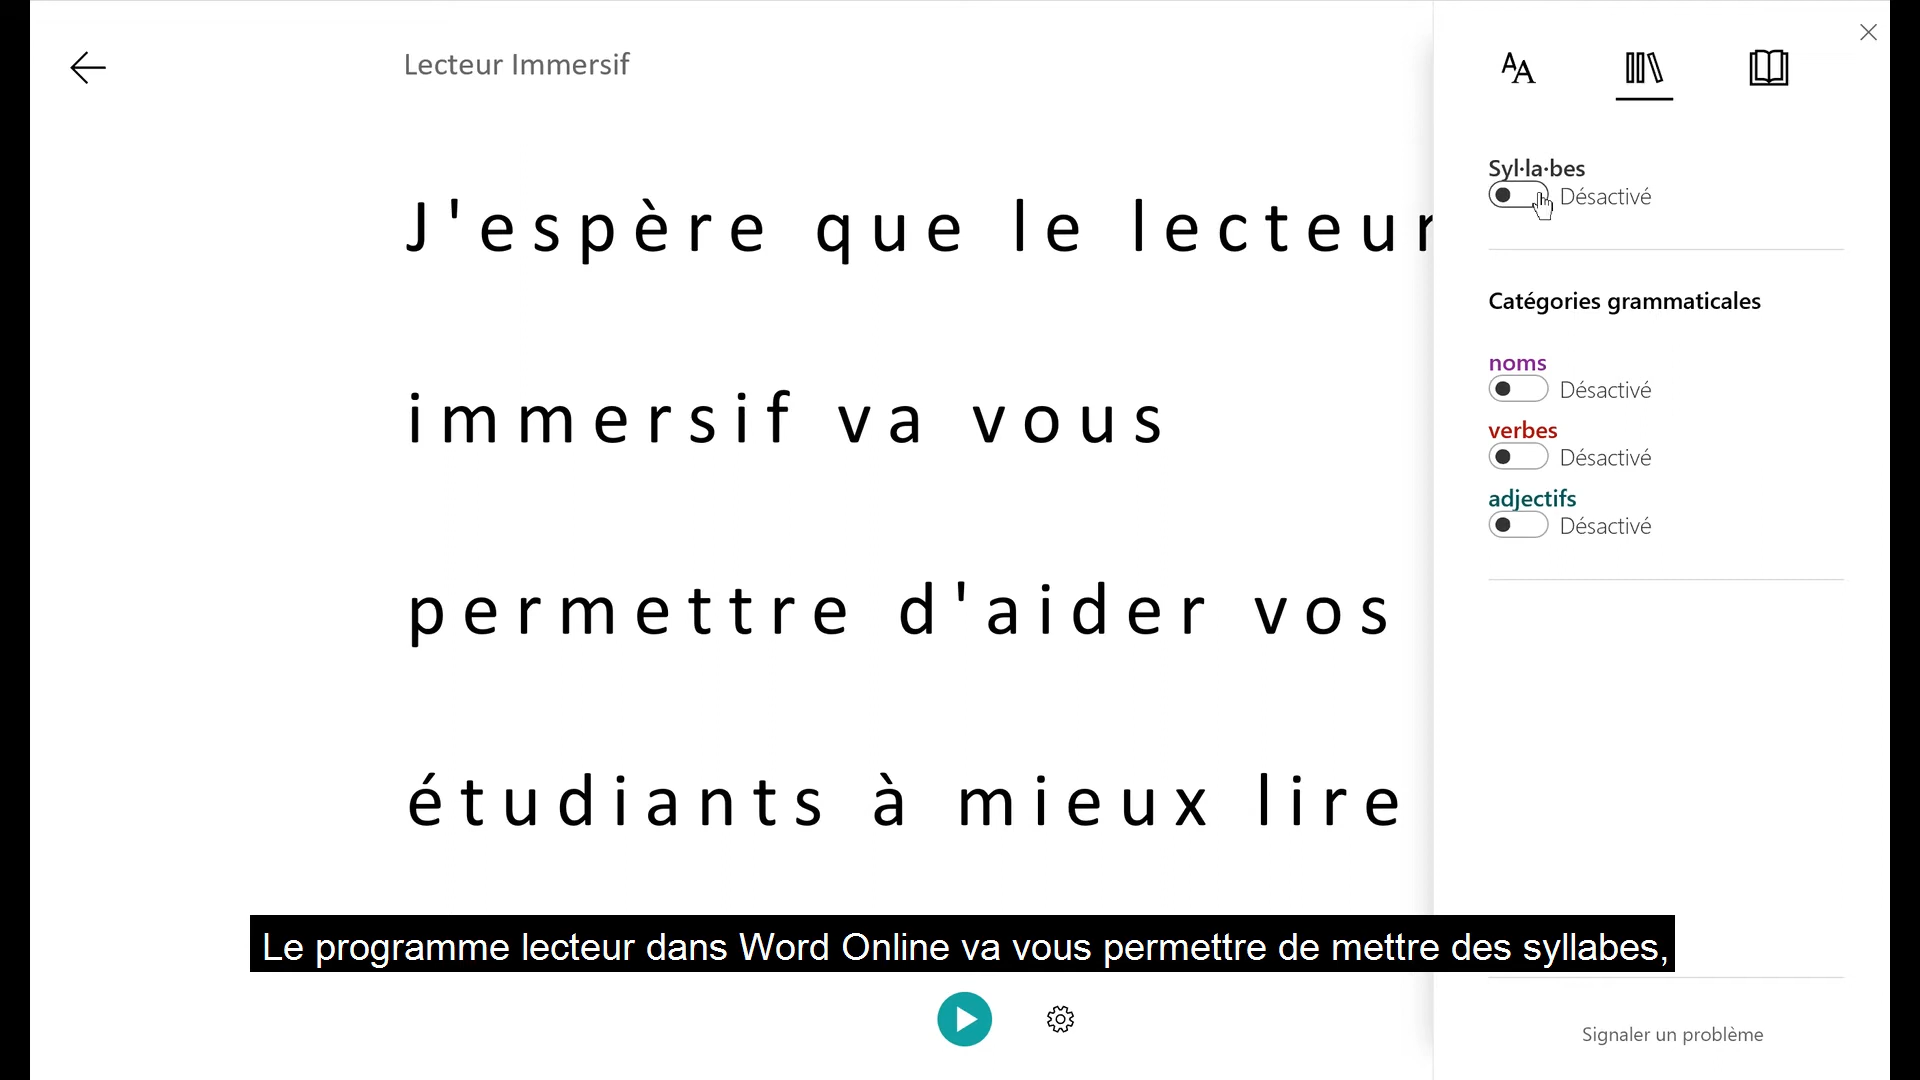 Lecteur Immersif
J'espère que le lecteur
immersif va vous
permettre d'aider vos
étudiants à mieux lire
Syl·la·bes
Désactivé
Catégories grammaticales
noms
Désactivé
verbes
Désactivé
adjectifs
Désactivé
Le programme lecteur dans Word Online va vous permettre de mettre des syllabes,
Signaler un problème